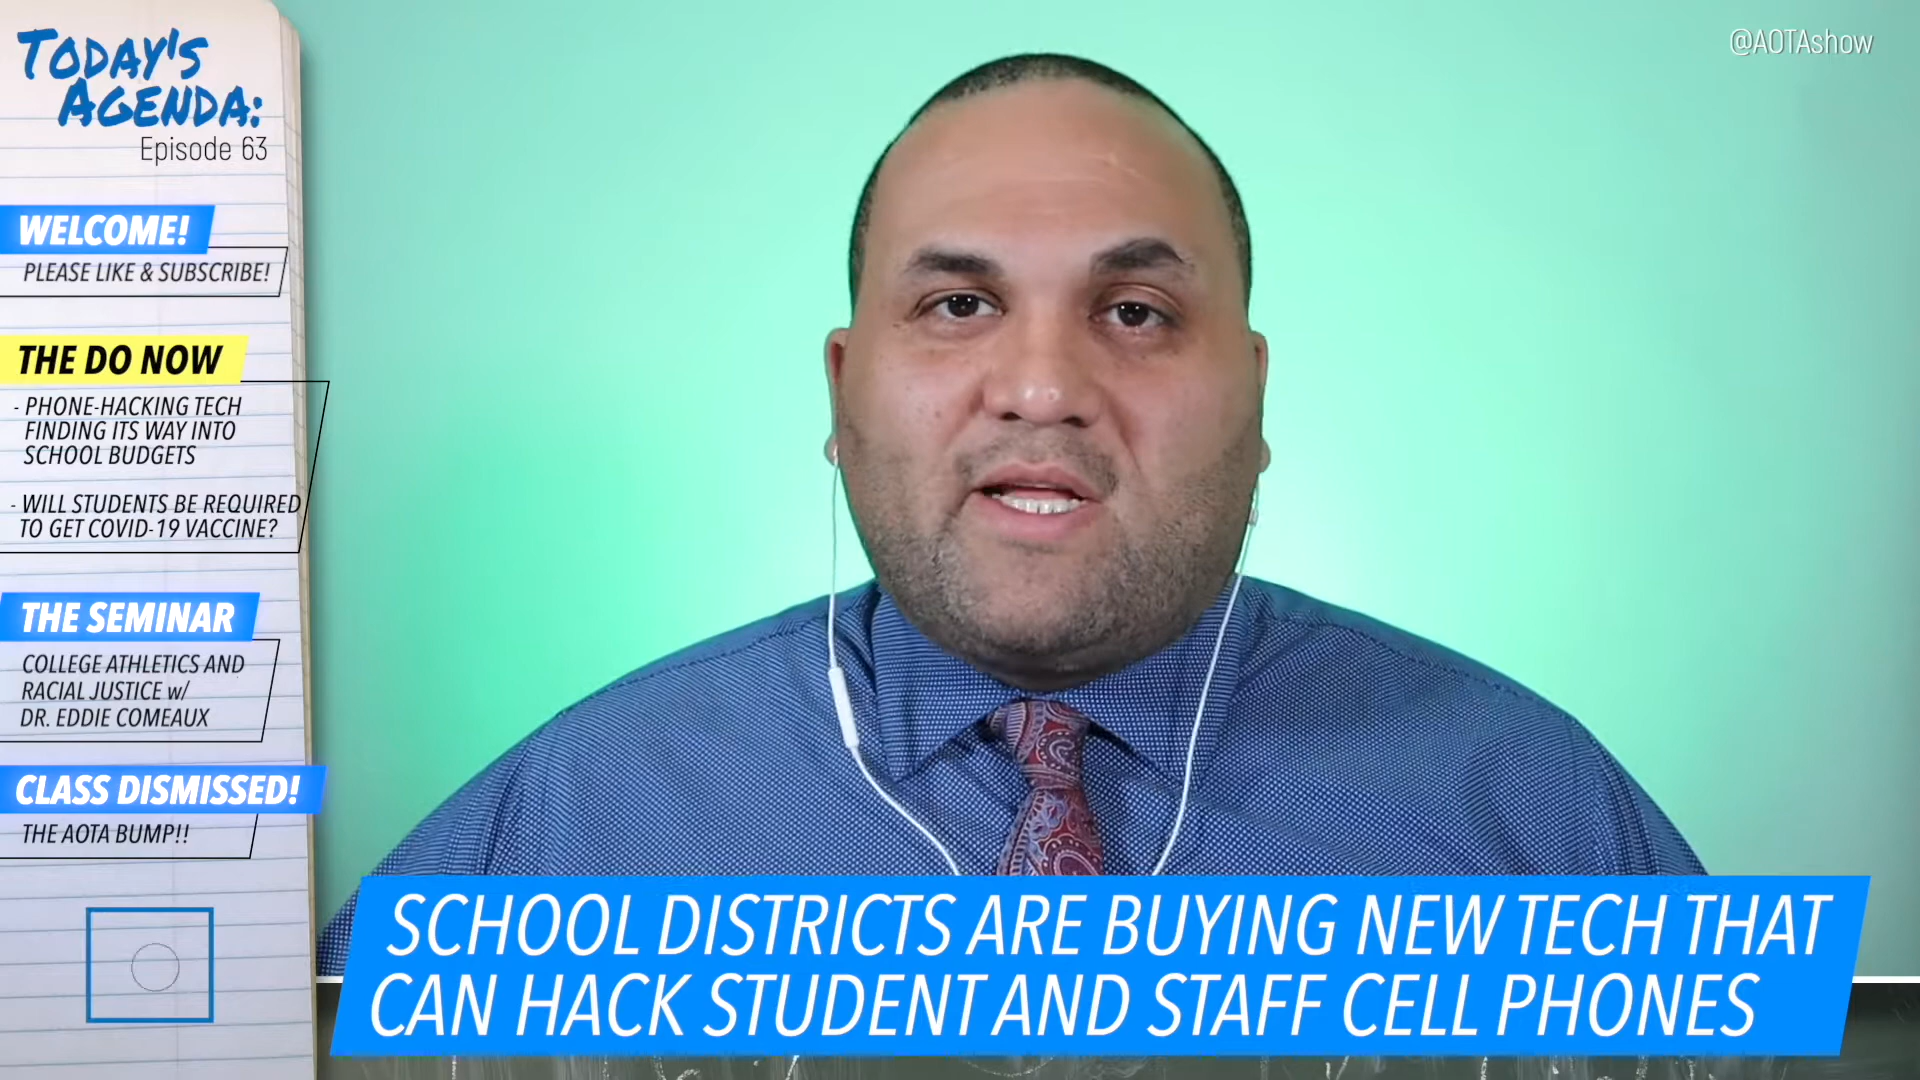 TODAY'S
AGENDA:
Episode 63
WELCOME!
PLEASE LIKE & SUBSCRIBE!
THE DO NOW
- PHONE-HACKING TECH
FINDING ITS WAY INTO
SCHOOL BUDGETS
- WILL STUDENTS BE REQUIRED
TO GET COVID-19 VACCINE?
THE SEMINAR
COLLEGE ATHLETICS AND
RACIAL JUSTICE w/
DR. EDDIE COMEAUX
CLASS DISMISSED!
THE AOTA BUMP!!
@AOTAshow
SCHOOL DISTRICTS ARE BUYING NEW TECH THAT
CAN HACK STUDENT AND STAFF CELL PHONES